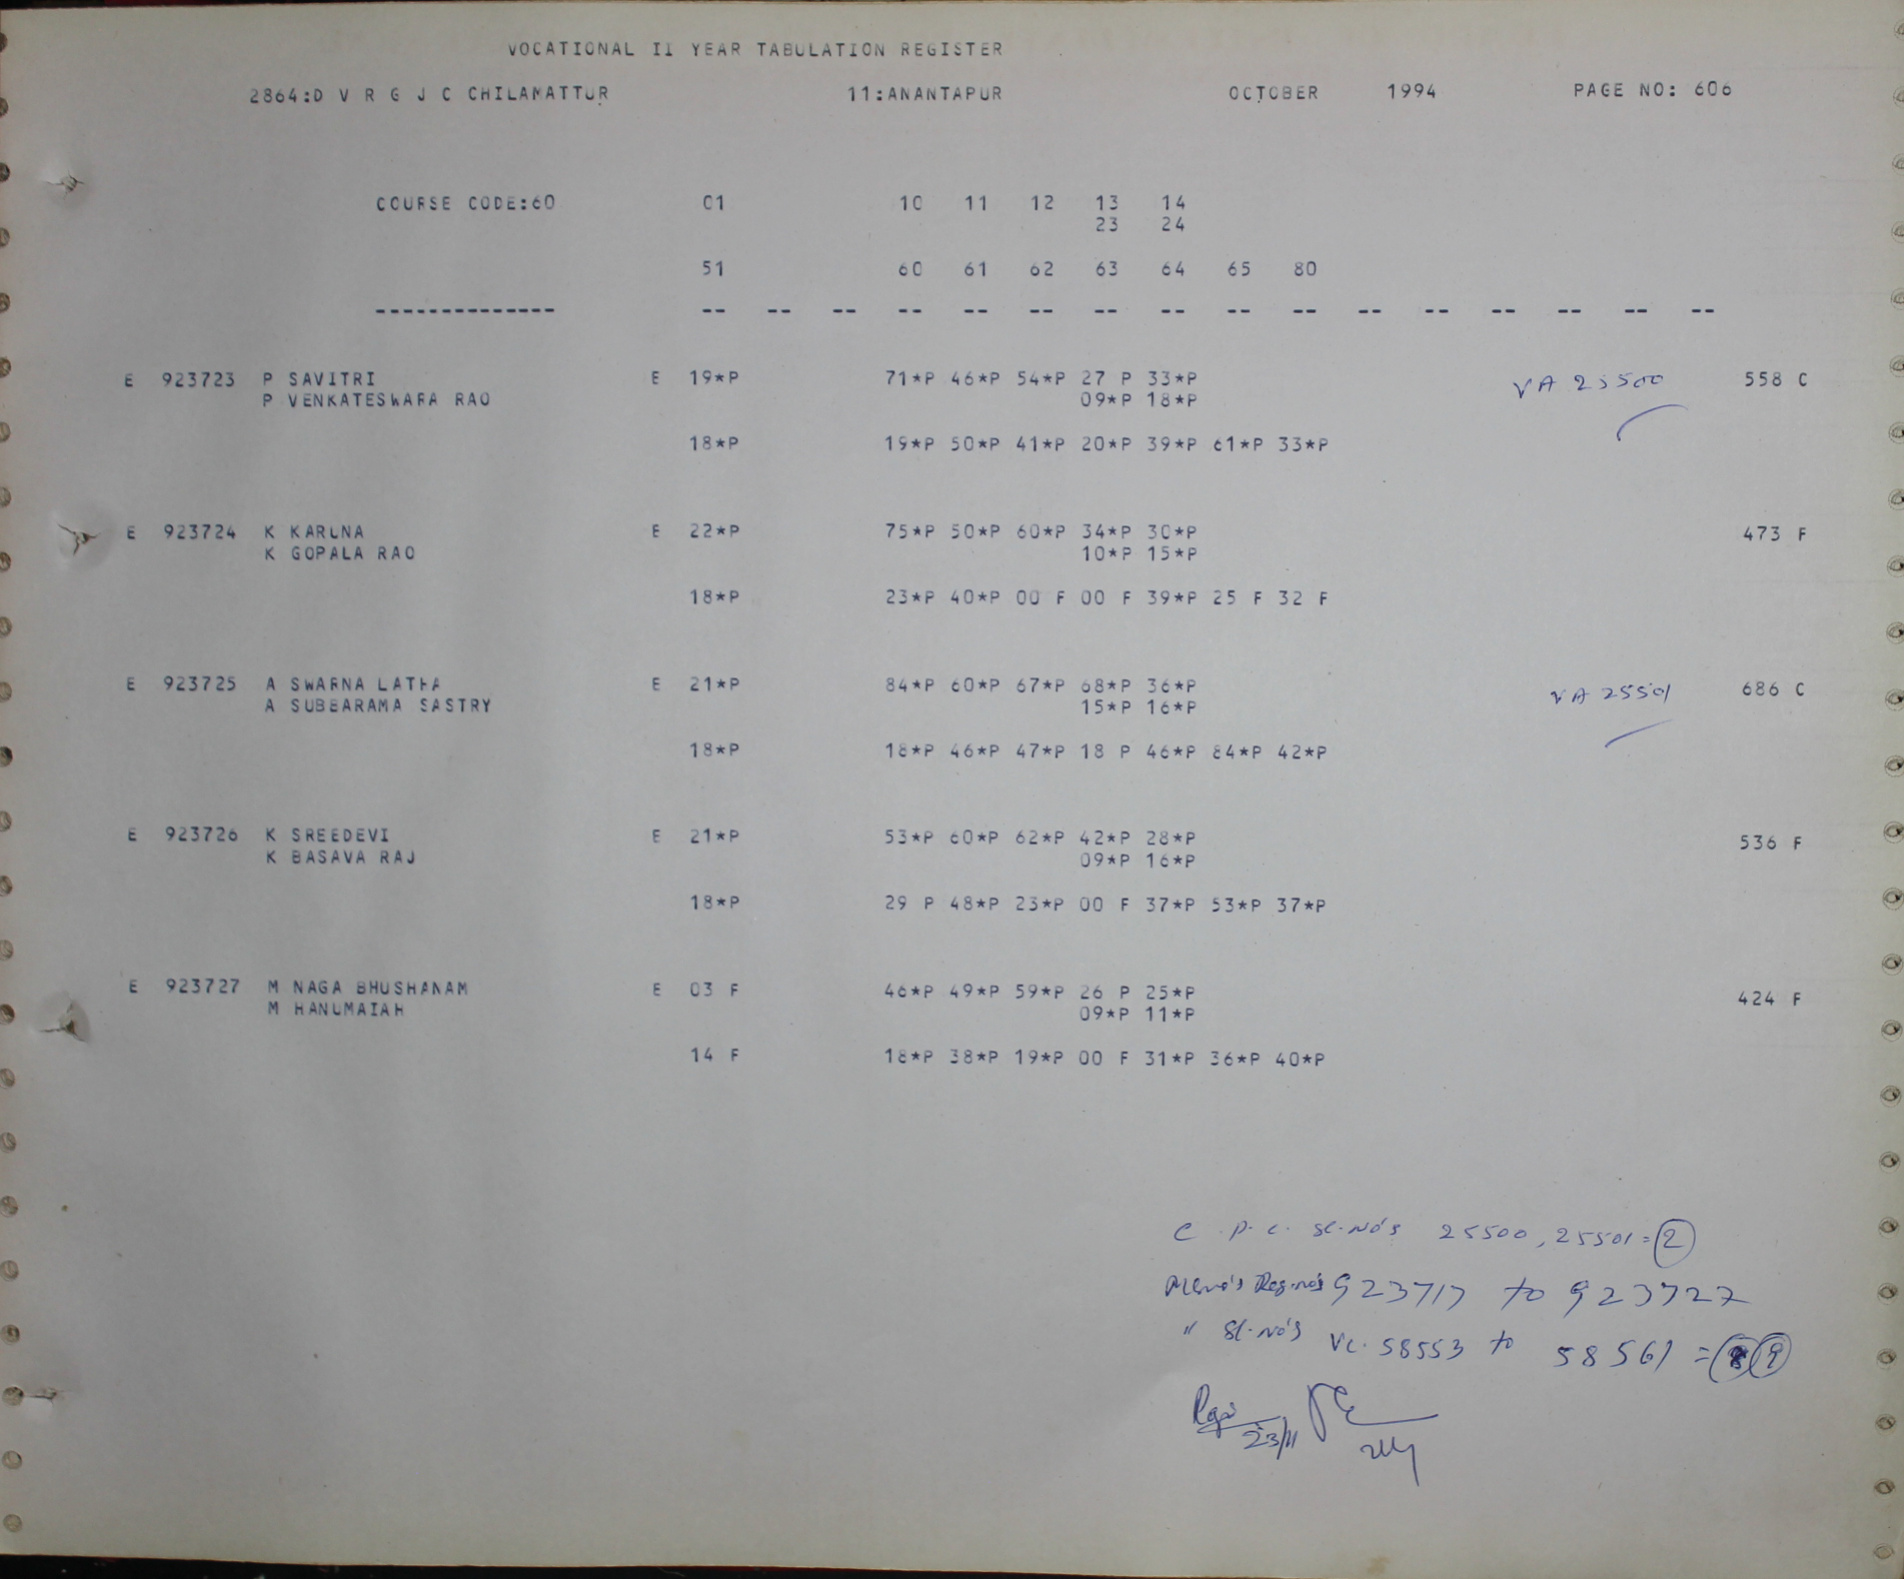 VOCATIONAL II YEAR TABULATION REGISTER
2864:D V R G J C CHILAMATTUR 11:ANANTAPUR OCTOBER 1994 PAGE NO: 606
COURSE CODE:60 01 10 11 12 13 14
23 24
51 60 61 62 63 64 65 80
-------------- -- -- -- -- -- -- -- -- -- -- -- -- -- -- -- --
E 923723 P SAVITRI E 19*P 71*P 46*P 54*P 27 P 33*P VA 25500 558 C
P VENKATESWARA RAO 09*P 18*P
18*P 19*P 50*P 41*P 20*P 39*P 61*P 33*P
E 923724 K KARUNA E 22*P 75*P 50*P 60*P 34*P 30*P 473 F
K GOPALA RAO 10*P 15*P
18*P 23*P 40*P 00 F 00 F 39*P 25 F 32 F
E 923725 A SWARNA LATHA E 21*P 84*P 60*P 67*P 68*P 36*P VA 25501 686 C
A SUBBARAMA SASTRY 15*P 16*P
18*P 18*P 46*P 47*P 18 P 46*P 84*P 42*P
E 923726 K SREEDEVI E 21*P 53*P 60*P 62*P 42*P 28*P 536 F
K BASAVA RAJ 09*P 16*P
18*P 29 P 48*P 23*P 00 F 37*P 53*P 37*P
E 923727 M NAGA BHUSHANAM E 03 F 46*P 49*P 59*P 26 P 25*P 424 F
M HANUMAIAH 09*P 11*P
14 F 18*P 38*P 19*P 00 F 31*P 36*P 40*P
C.P.C. Sl.No's 25500, 25501 = 2
Reg.nos 923717 to 923727
" Sl.No's VC. 58553 to 58561 = 9
23/11